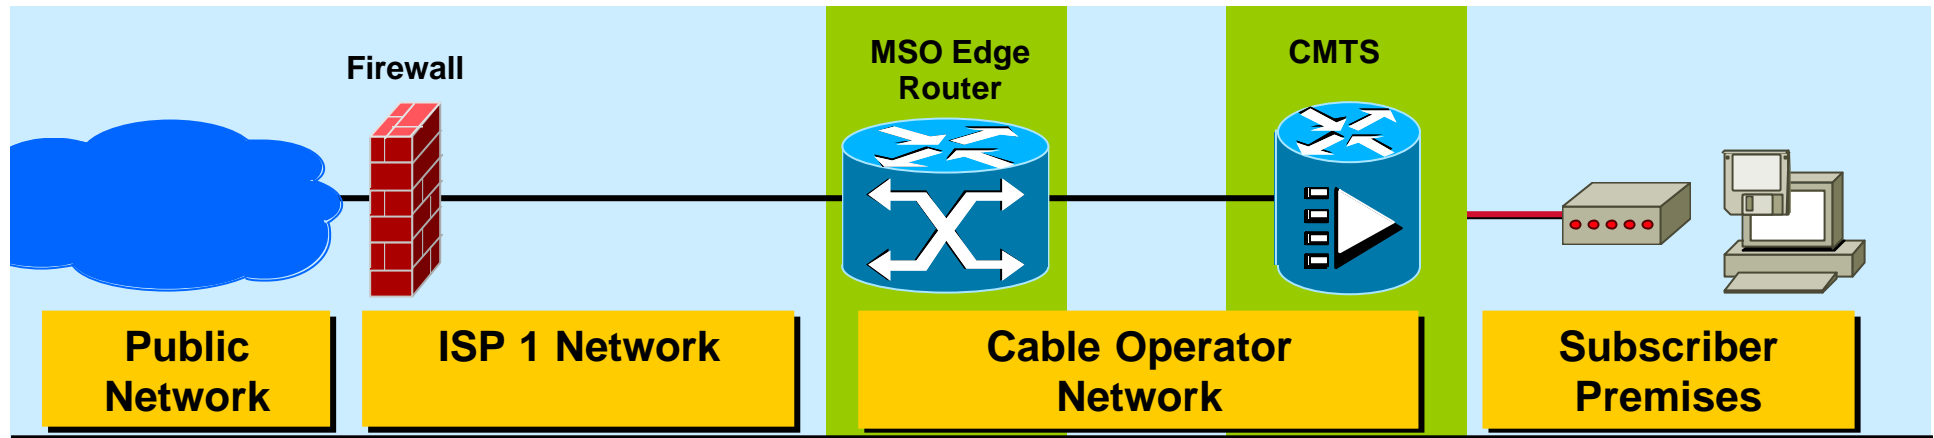 Firewall
MSO Edge
Router
CMTS
Public
Network
ISP 1 Network
Cable Operator
Network
Subscriber
Premises